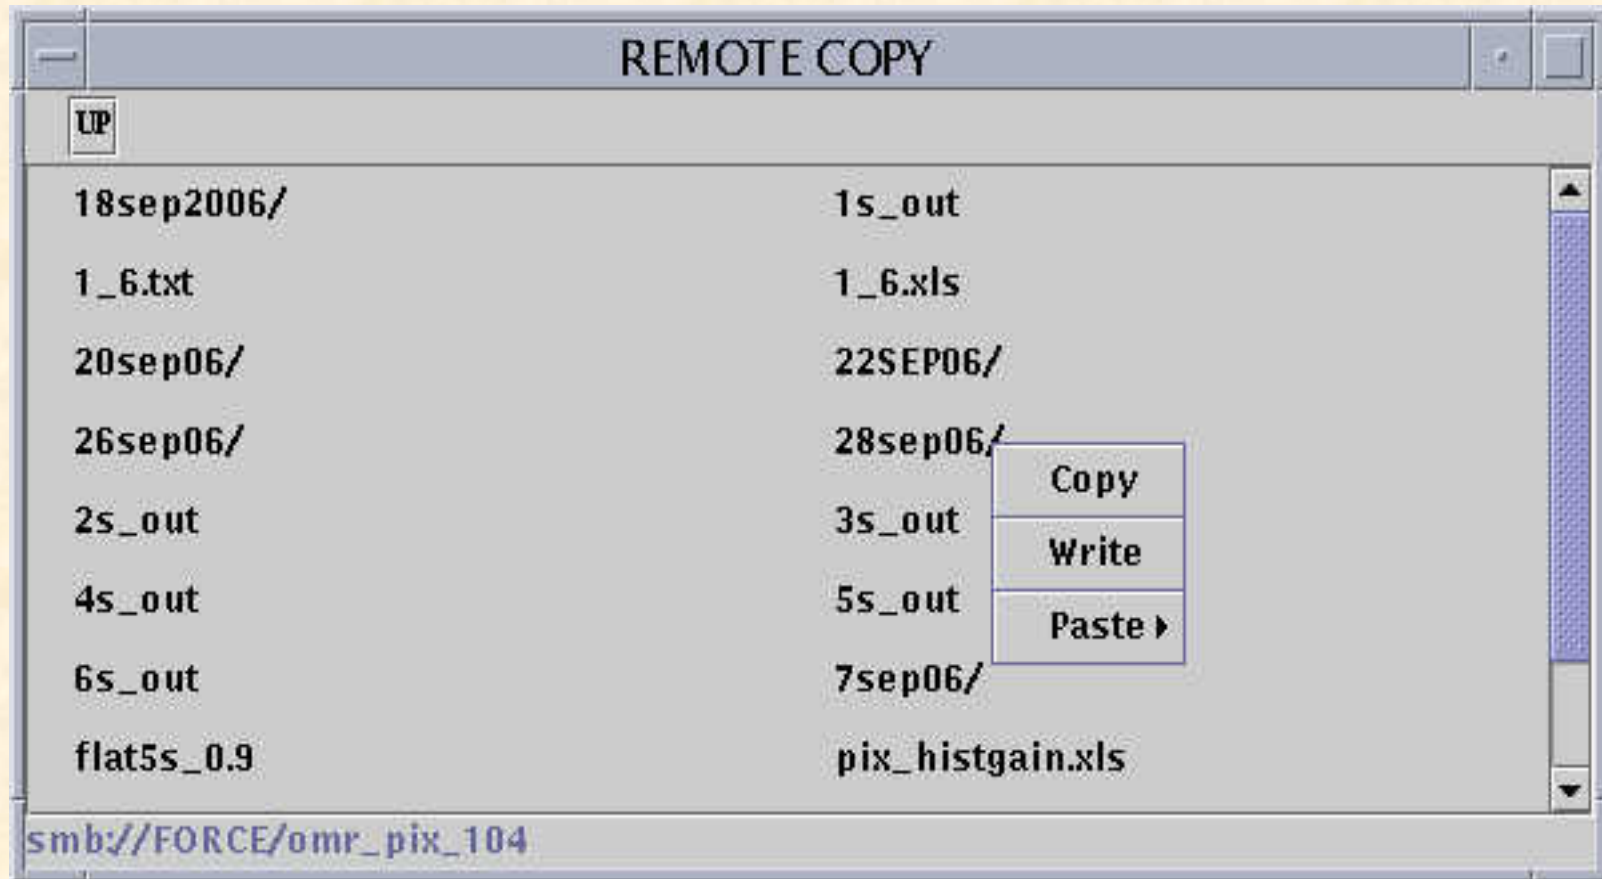 REMOTE COPY
UP
18sep2006/ 1s_out
1_6.txt 1_6.xls
20sep06/ 22SEP06/
26sep06/ 28sep06/
Copy
2s_out 3s_out
Write
4s_out 5s_out
Paste
6s_out 7sep06/
flat5s_0.9 pix_histgain.xls
smb://FORCE/omr_pix_104